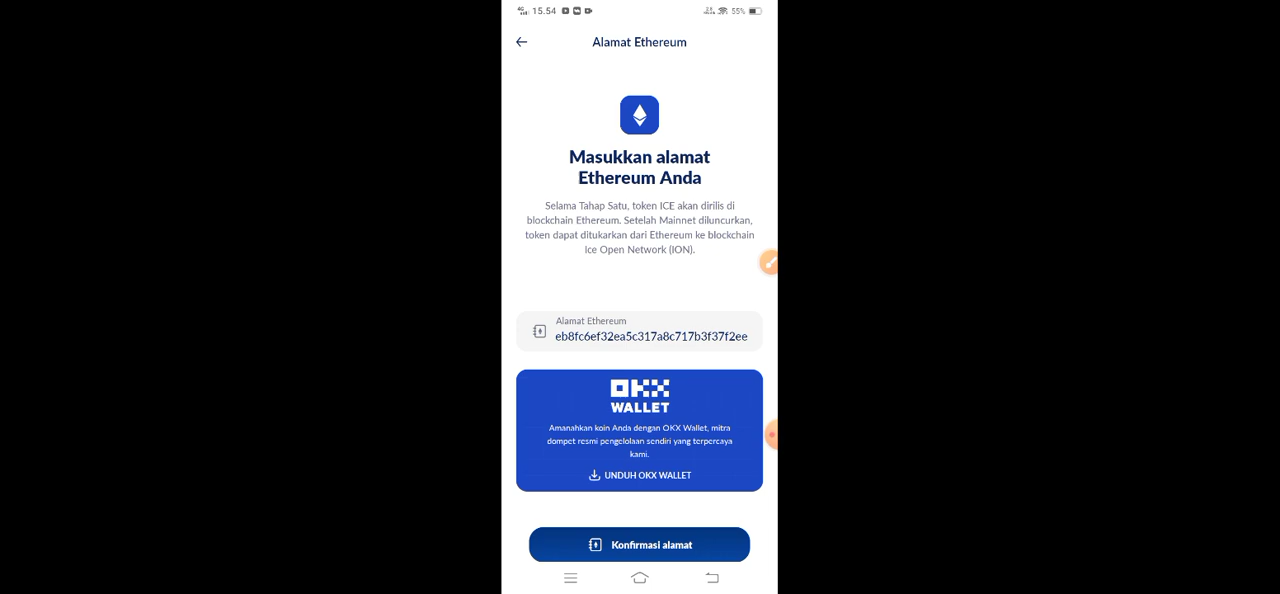 15.54
55%
Alamat Ethereum
Masukkan alamat
Ethereum Anda
Selama Tahap Satu, token ICE akan dirilis di
blockchain Ethereum. Setelah Mainnet diluncurkan,
token dapat ditukarkan dari Ethereum ke blockchain
Ice Open Network (ION).
Alamat Ethereum
eb8fc6ef32ea5c317a8c717b3f37f2ee
OKX
WALLET
Amanahkan koin Anda dengan OKX Wallet, mitra
dompet resmi pengelolaan sendiri yang terpercaya
kami.
UNDUH OKX WALLET
Konfirmasi alamat